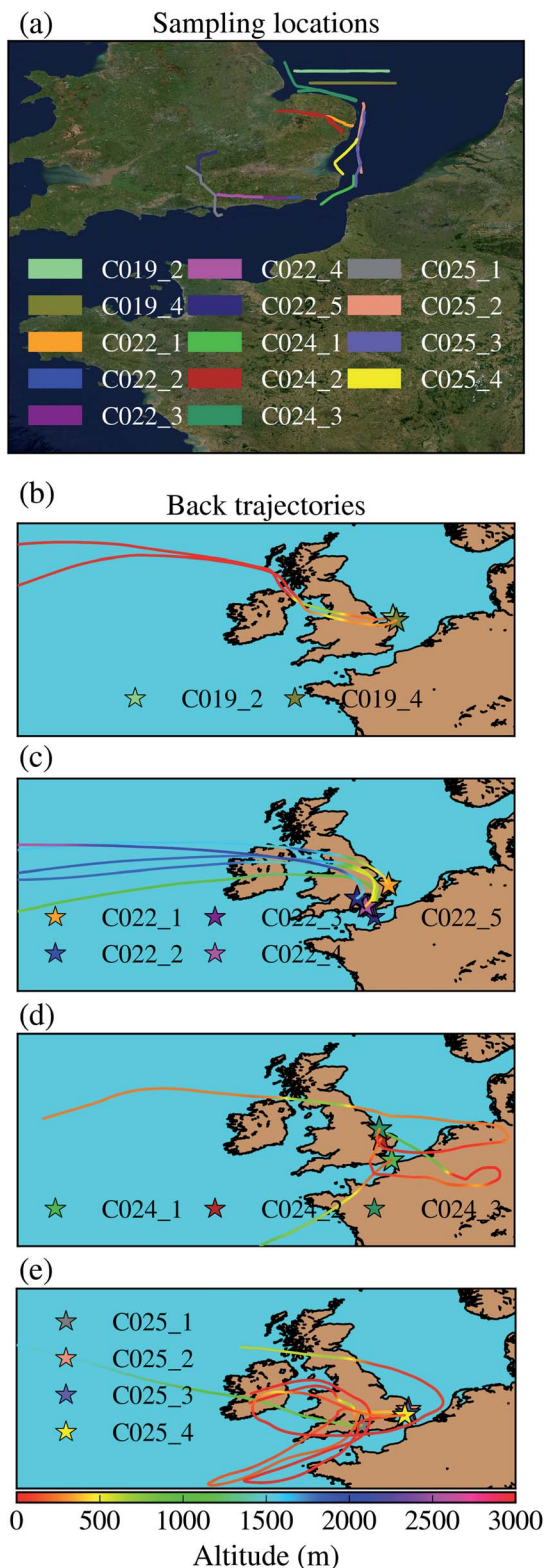 (a) Sampling locations
C019_2 C022_4 C025_1
C019_4 C022_5 C025_2
C022_1 C024_1 C025_3
C022_2 C024_2 C025_4
C022_3 C024_3
(b) Back trajectories
C019_2 C019_4
(c)
C022_1 C022_3 C022_5
C022_2 C022_4
(d)
C024_1 C024_2 C024_3
(e)
C025_1
C025_2
C025_3
C025_4
0 500 1000 1500 2000 2500 3000
Altitude (m)